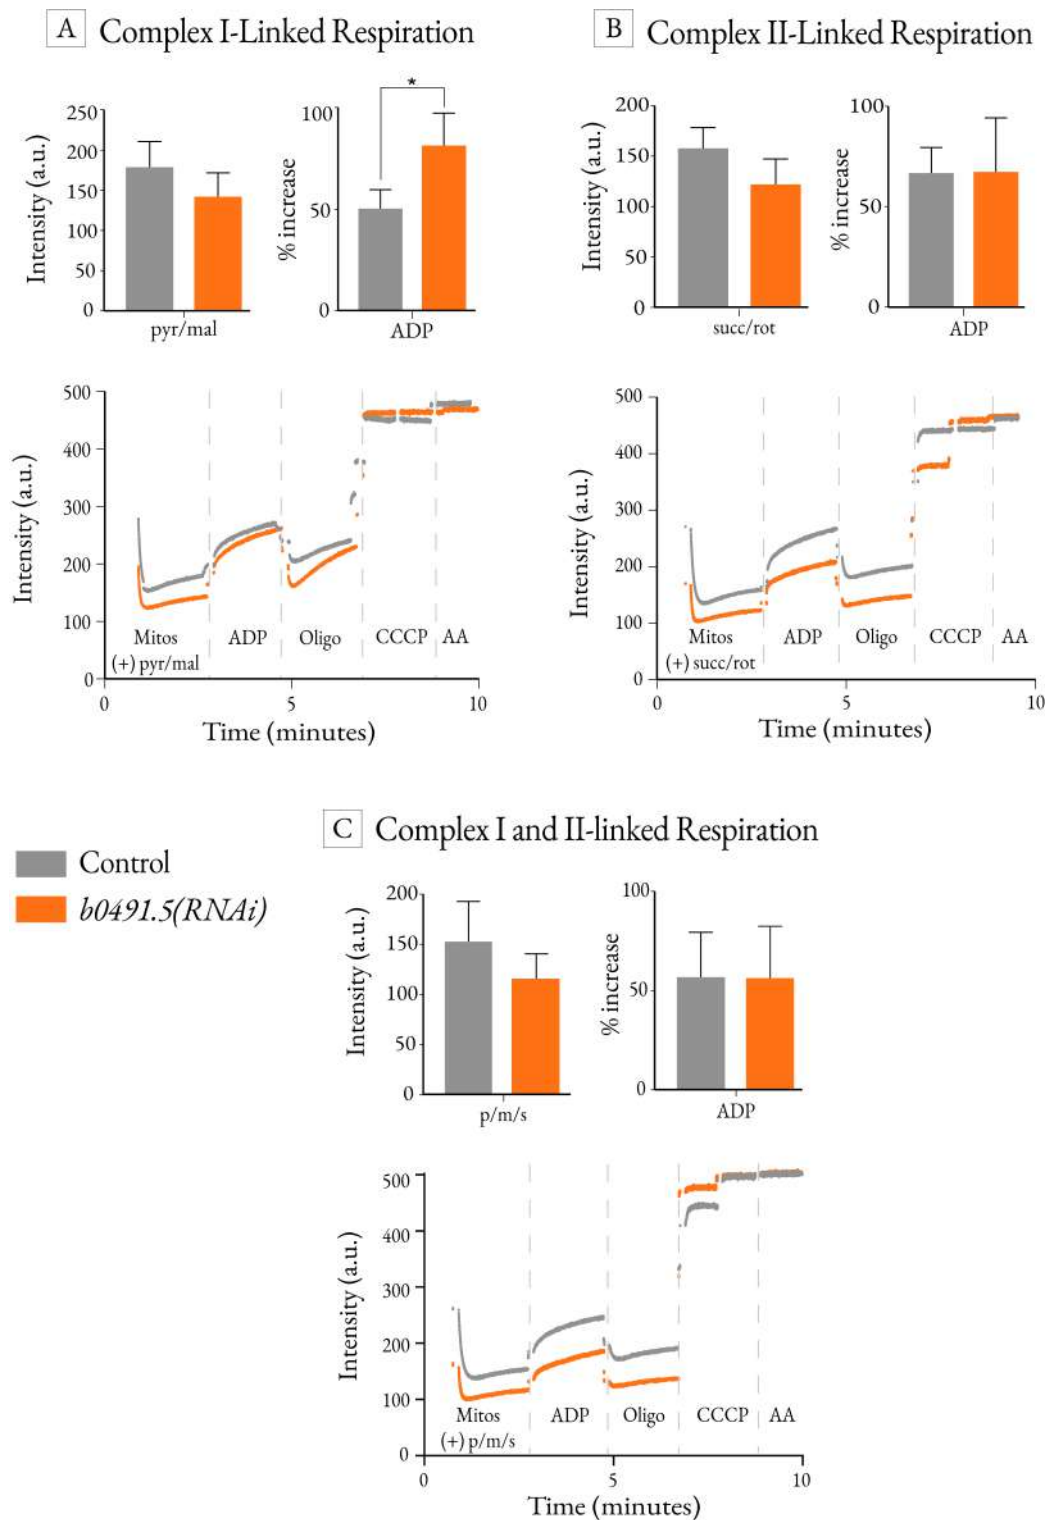 A Complex I-Linked Respiration
Intensity (a.u.)
250
200
150
100
50
0
pyr/mal
% increase
100
50
0
*
ADP
Intensity (a.u.)
500
400
300
200
100
0
Mitos
(+) pyr/mal
ADP
Oligo
CCCP
AA
0 5 10
Time (minutes)
B Complex II-Linked Respiration
Intensity (a.u.)
200
150
100
50
0
succ/rot
% increase
100
50
0
ADP
Intensity (a.u.)
500
400
300
200
100
0
Mitos
(+) succ/rot
ADP
Oligo
CCCP
AA
0 5 10
Time (minutes)
Control
b0491.5(RNAi)
C Complex I and II-linked Respiration
Intensity (a.u.)
200
150
100
50
0
p/m/s
% increase
100
50
0
ADP
Intensity (a.u.)
500
400
300
200
100
0
Mitos
(+) p/m/s
ADP
Oligo
CCCP
AA
0 5 10
Time (minutes)